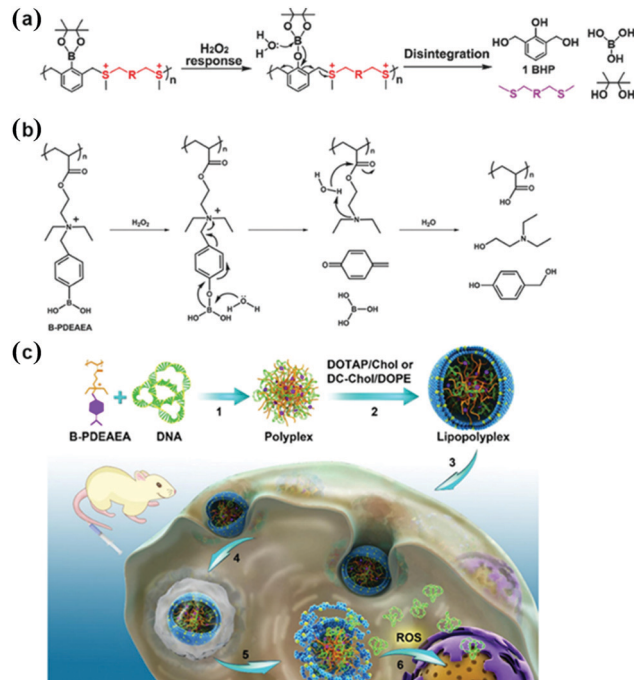 (a)
H2O2
response
Disintegration
1 BHP
(b)
B-PDEAEA
H2O2
H2O
(c)
B-PDEAEA
DNA
1
Polyplex
DOTAP/Chol or
DC-Chol/DOPE
2
Lipopolyplex
3
4
5
ROS
6